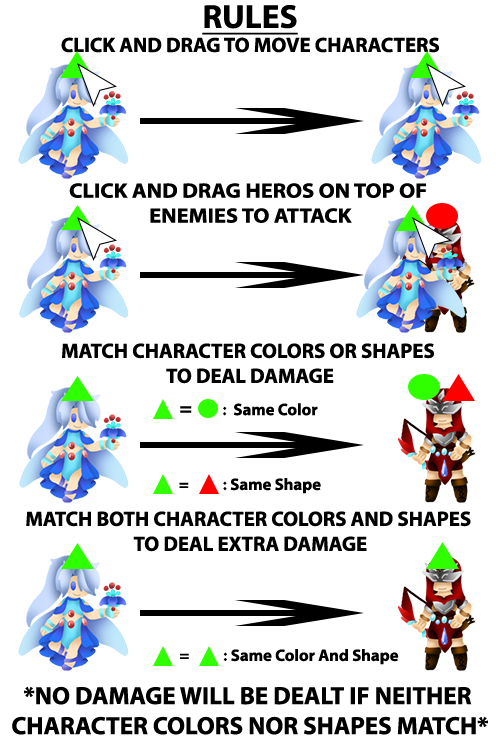 RULES
CLICK AND DRAG TO MOVE CHARACTERS
CLICK AND DRAG HEROS ON TOP OF
ENEMIES TO ATTACK
MATCH CHARACTER COLORS OR SHAPES
TO DEAL DAMAGE
= : Same Color
= : Same Shape
MATCH BOTH CHARACTER COLORS AND SHAPES
TO DEAL EXTRA DAMAGE
= : Same Color And Shape
*NO DAMAGE WILL BE DEALT IF NEITHER
CHARACTER COLORS NOR SHAPES MATCH*